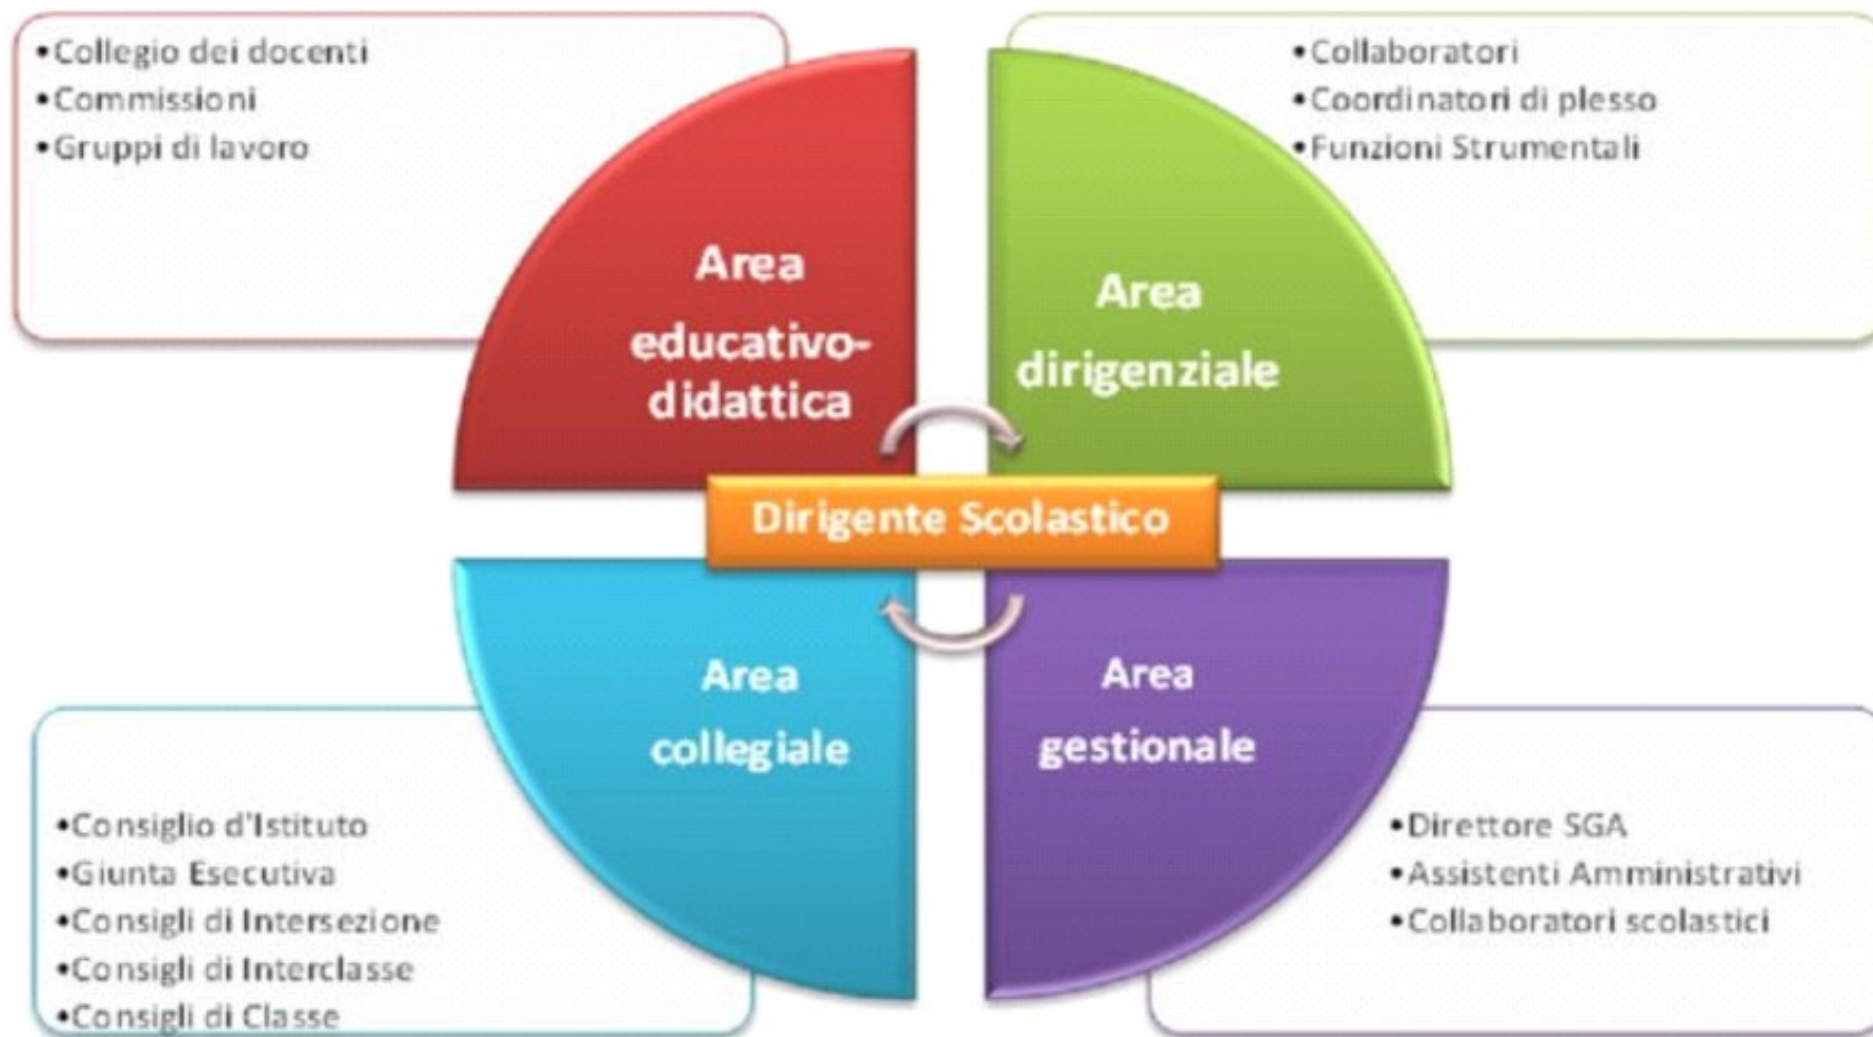 •Collegio dei docenti
•Commissioni
•Gruppi di lavoro
•Collaboratori
•Coordinatori di plesso
•Funzioni Strumentali
Area
educativo-
didattica
Area
dirigenziale
Dirigente Scolastico
Area
collegiale
Area
gestionale
•Consiglio d'Istituto
•Giunta Esecutiva
•Consigli di Intersezione
•Consigli di Interclasse
•Consigli di Classe
•Direttore SGA
•Assistenti Amministrativi
•Collaboratori scolastici